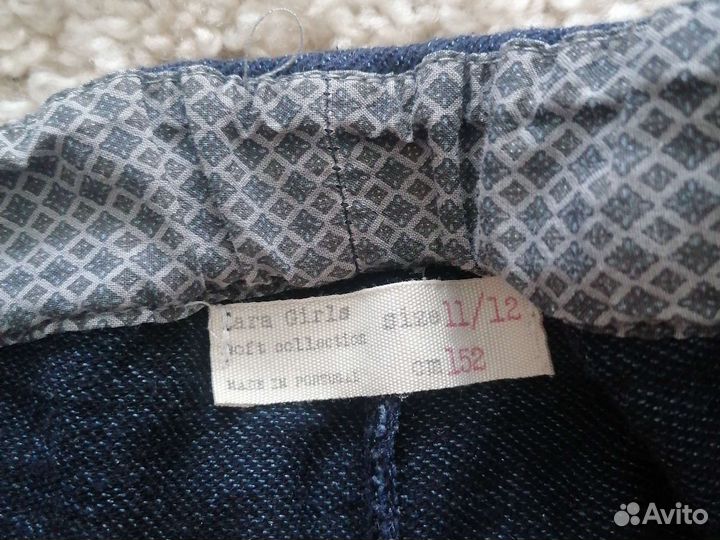 Zara Girls size 11/12
Soft collection
cm 152
MADE IN PORTUGAL
Avito